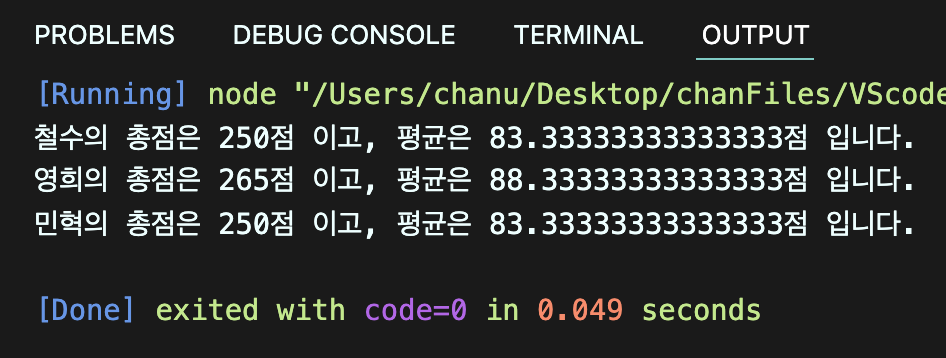 PROBLEMS DEBUG CONSOLE TERMINAL OUTPUT
[Running] node "/Users/chanu/Desktop/chanFiles/VScode
철수의 총점은 250점 이고, 평균은 83.33333333333333점 입니다.
영희의 총점은 265점 이고, 평균은 88.33333333333333점 입니다.
민혁의 총점은 250점 이고, 평균은 83.33333333333333점 입니다.
[Done] exited with code=0 in 0.049 seconds